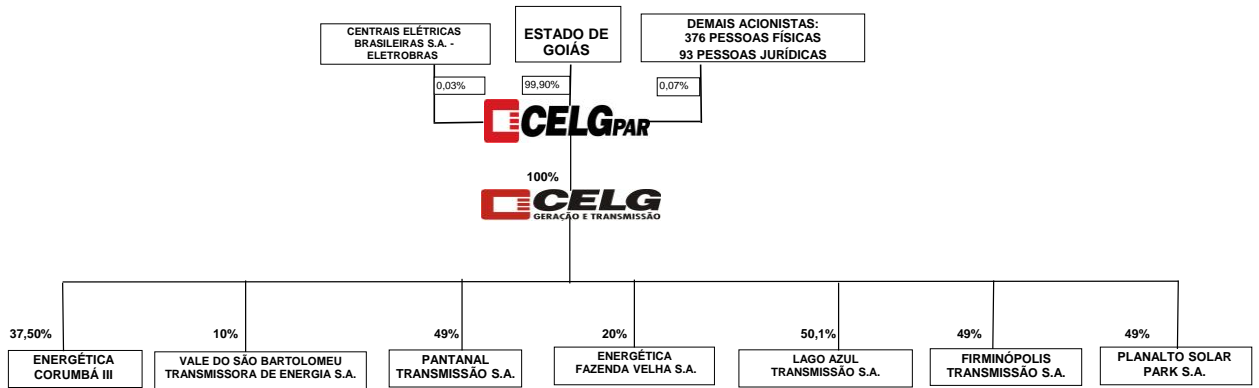 CENTRAIS ELÉTRICAS
BRASILEIRAS S.A. -
ELETROBRAS
ESTADO DE
GOIÁS
DEMAIS ACIONISTAS:
376 PESSOAS FÍSICAS
93 PESSOAS JURÍDICAS
0,03%
99,90%
0,07%
CELGPAR
100%
CELG
GERAÇÃO E TRANSMISSÃO
37,50%
10%
49%
20%
50,1%
49%
49%
ENERGÉTICA
CORUMBÁ III
VALE DO SÃO BARTOLOMEU
TRANSMISSORA DE ENERGIA S.A.
PANTANAL
TRANSMISSÃO S.A.
ENERGÉTICA
FAZENDA VELHA S.A.
LAGO AZUL
TRANSMISSÃO S.A.
FIRMINÓPOLIS
TRANSMISSÃO S.A.
PLANALTO SOLAR
PARK S.A.